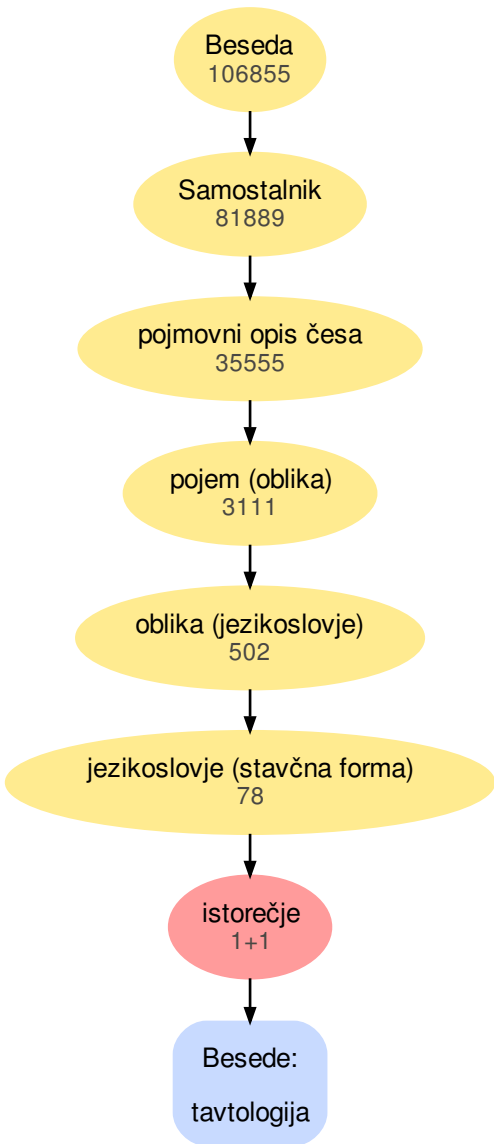 Beseda
106855
Samostalnik
81889
pojmovni opis česa
35555
pojem (oblika)
3111
oblika (jezikoslovje)
502
jezikoslovje (stavčna forma)
78
istorečje
1+1
Besede:
tavtologija